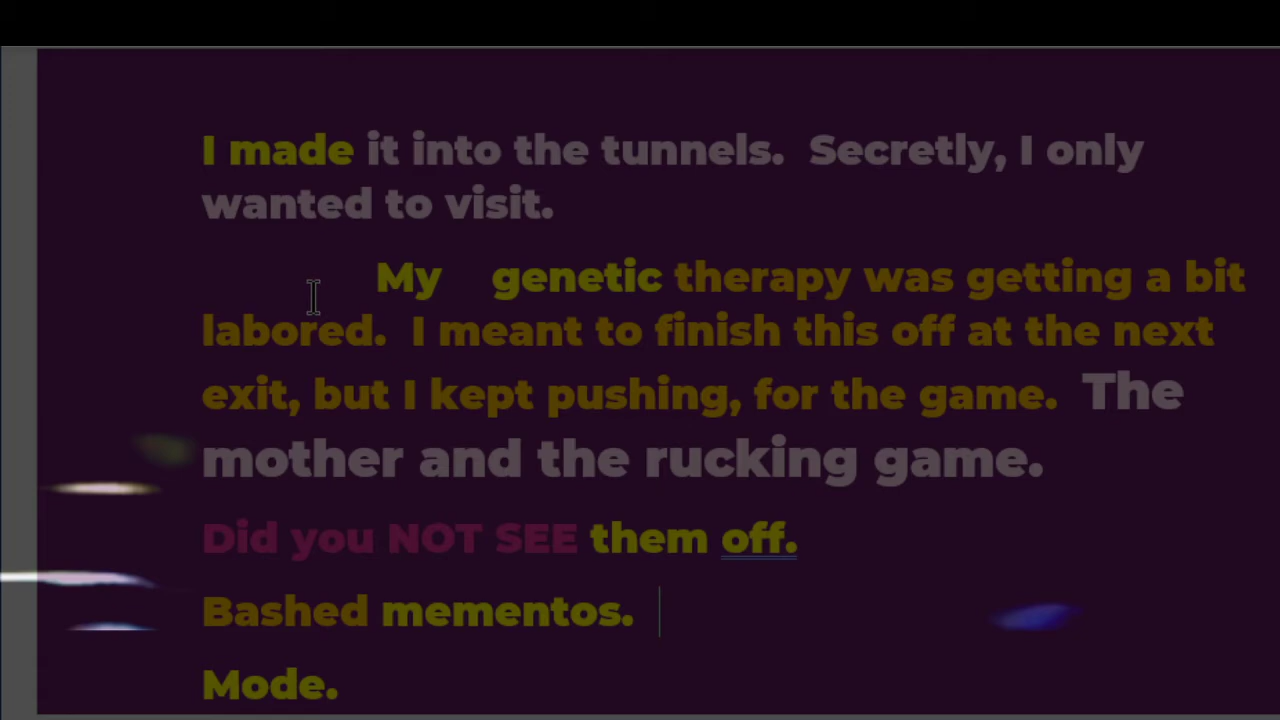 I made it into the tunnels.  Secretly, I only
wanted to visit.
My    genetic therapy was getting a bit
labored.  I meant to finish this off at the next
exit, but I kept pushing, for the game.  The
mother and the rucking game.
Did you NOT SEE them off.
Bashed mementos.
Mode.